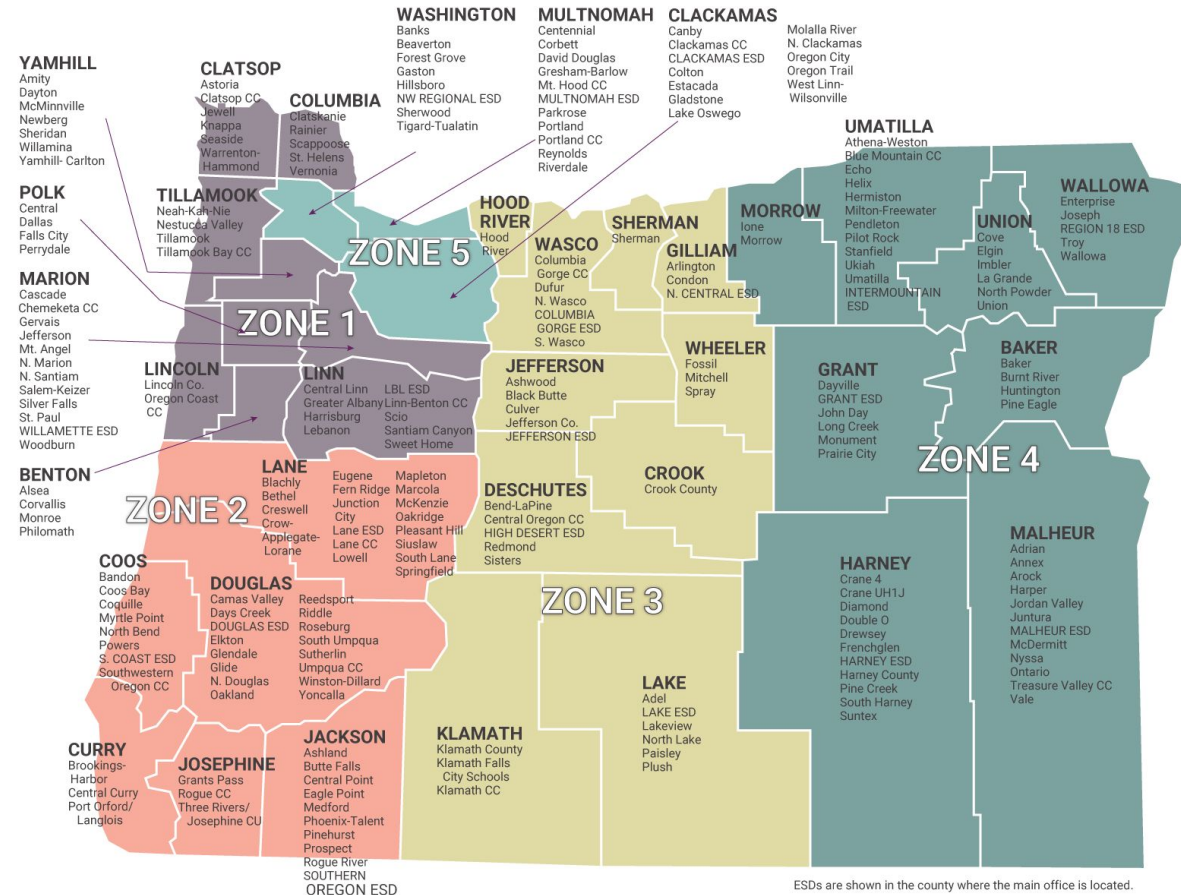 YAMHILL
Amity
Dayton
McMinnville
Newberg
Sheridan
Willamina
Yamhill- Carlton
POLK
Central
Dallas
Falls City
Perrydale
MARION
Cascade
Chemeketa CC
Gervais
Jefferson
Mt. Angel
N. Marion
N. Santiam
Salem-Keizer
Silver Falls
St. Paul
WILLAMETTE ESD
Woodburn
BENTON
Alsea
Corvallis
Monroe
Philomath
CLATSOP
Astoria
Clatsop CC
Jewell
Knappa
Seaside
Warrenton-
Hammond
COLUMBIA
Clatskanie
Rainier
Scappoose
St. Helens
Vernonia
TILLAMOOK
Neah-Kah-Nie
Nestucca Valley
Tillamook
Tillamook Bay CC
ZONE 1
LINCOLN
Lincoln Co.
Oregon Coast
CC
LINN
Central Linn
Greater Albany
Harrisburg
Lebanon
LBL ESD
Linn-Benton CC
Scio
Santiam Canyon
Sweet Home
WASHINGTON
Banks
Beaverton
Forest Grove
Gaston
Hillsboro
NW REGIONAL ESD
Sherwood
Tigard-Tualatin
MULTNOMAH
Centennial
Corbett
David Douglas
Gresham-Barlow
Mt. Hood CC
MULTNOMAH ESD
Parkrose
Portland
Portland CC
Reynolds
Riverdale
CLACKAMAS
Canby
Clackamas CC
CLACKAMAS ESD
Colton
Estacada
Gladstone
Lake Oswego
Molalla River
N. Clackamas
Oregon City
Oregon Trail
West Linn-
Wilsonville
ZONE 5
HOOD
RIVER
Hood
River
WASCO
Columbia
Gorge CC
Dufur
N. Wasco
COLUMBIA
GORGE ESD
S. Wasco
SHERMAN
Sherman
GILLIAM
Arlington
Condon
N. CENTRAL ESD
JEFFERSON
Ashwood
Black Butte
Culver
Jefferson Co.
JEFFERSON ESD
WHEELER
Fossil
Mitchell
Spray
CROOK
Crook County
DESCHUTES
Bend-LaPine
Central Oregon CC
HIGH DESERT ESD
Redmond
Sisters
ZONE 3
KLAMATH
Klamath County
Klamath Falls
City Schools
Klamath CC
LAKE
Adel
LAKE ESD
Lakeview
North Lake
Paisley
Plush
ZONE 2
LANE
Blachly
Bethel
Creswell
Crow-
Applegate-
Lorane
Eugene
Fern Ridge
Junction
City
Lane ESD
Lane CC
Lowell
Mapleton
Marcola
McKenzie
Oakridge
Pleasant Hill
Siuslaw
South Lane
Springfield
COOS
Bandon
Coos Bay
Coquille
Myrtle Point
North Bend
Powers
S. COAST ESD
Southwestern
Oregon CC
DOUGLAS
Camas Valley
Days Creek
DOUGLAS ESD
Elkton
Glendale
Glide
N. Douglas
Oakland
Reedsport
Riddle
Roseburg
South Umpqua
Sutherlin
Umpqua CC
Winston-Dillard
Yoncalla
CURRY
Brookings-
Harbor
Central Curry
Port Orford/
Langlois
JOSEPHINE
Grants Pass
Rogue CC
Three Rivers/
Josephine CU
JACKSON
Ashland
Butte Falls
Central Point
Eagle Point
Medford
Phoenix-Talent
Pinehurst
Prospect
Rogue River
SOUTHERN
OREGON ESD
MORROW
Ione
Morrow
UMATILLA
Athena-Weston
Blue Mountain CC
Echo
Helix
Hermiston
Milton-Freewater
Pendleton
Pilot Rock
Stanfield
Ukiah
Umatilla
INTERMOUNTAIN
ESD
UNION
Cove
Elgin
Imbler
La Grande
North Powder
Union
WALLOWA
Enterprise
Joseph
REGION 18 ESD
Troy
Wallowa
GRANT
Dayville
GRANT ESD
John Day
Long Creek
Monument
Prairie City
BAKER
Baker
Burnt River
Huntington
Pine Eagle
ZONE 4
HARNEY
Crane 4
Crane UH1J
Diamond
Double O
Drewsey
Frenchglen
HARNEY ESD
Harney County
Pine Creek
South Harney
Suntex
MALHEUR
Adrian
Annex
Arock
Harper
Jordan Valley
Juntura
MALHEUR ESD
McDermitt
Nyssa
Ontario
Treasure Valley CC
Vale
ESDs are shown in the county where the main office is located.